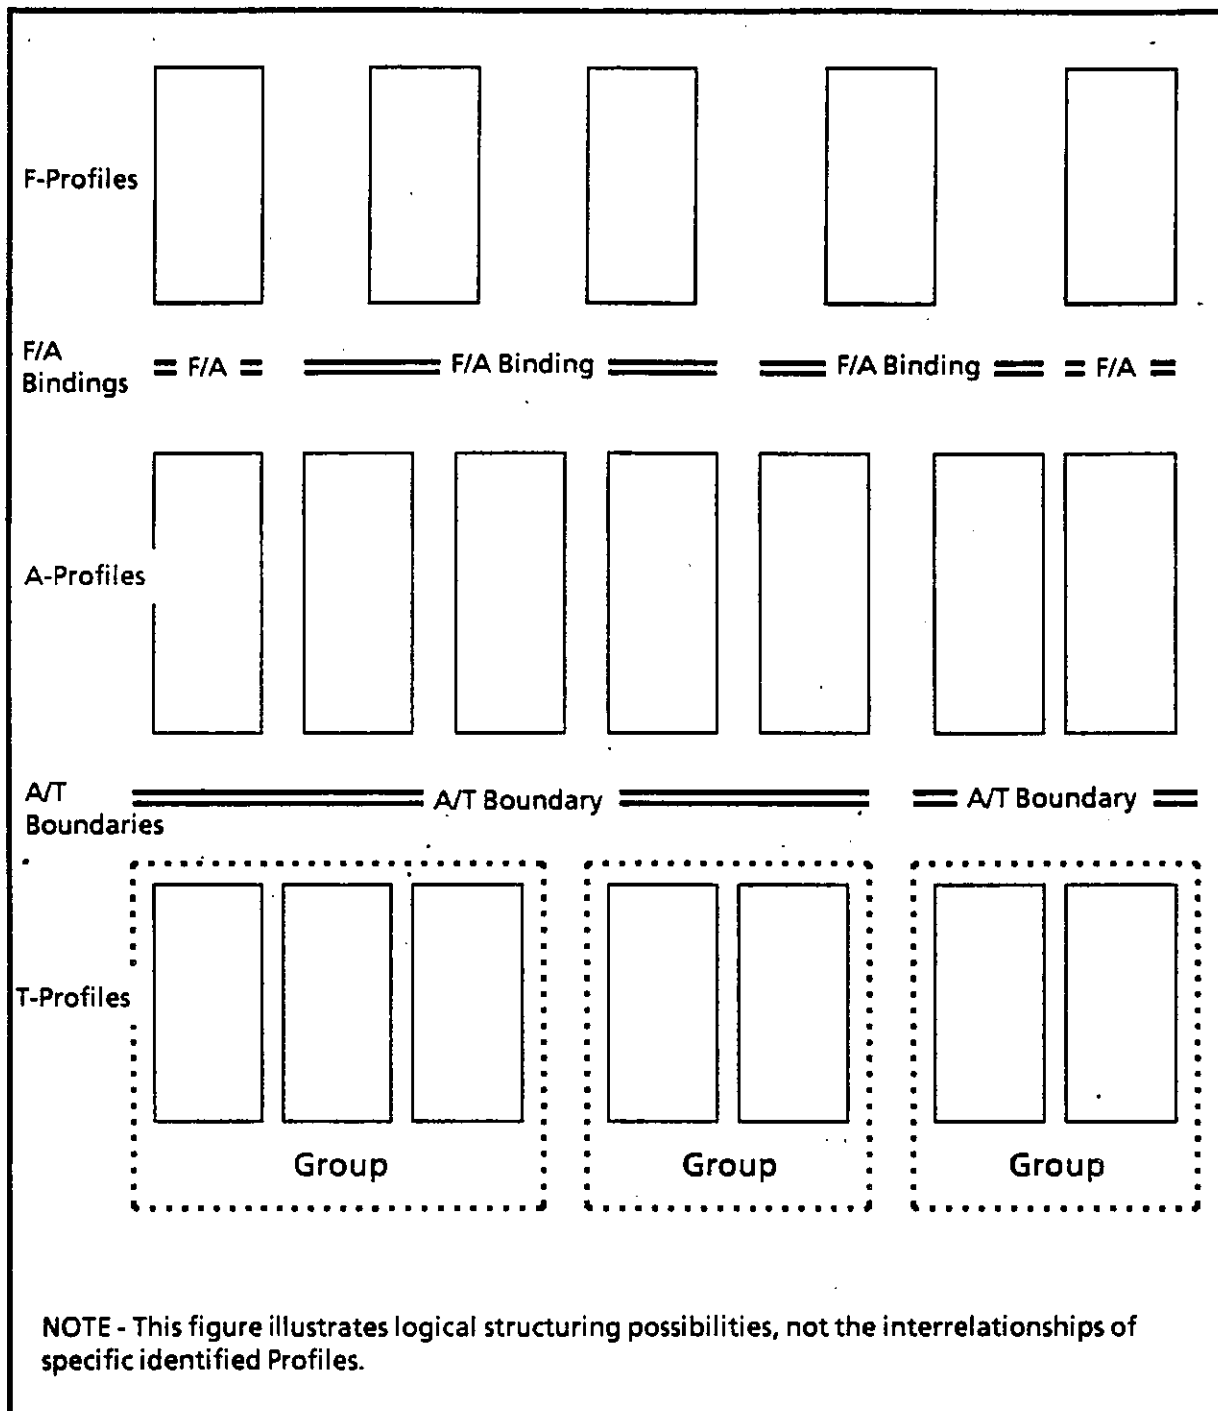 F-Profiles
F/A
Bindings
F/A
F/A Binding
F/A Binding
F/A
A-Profiles
A/T
Boundaries
A/T Boundary
A/T Boundary
T-Profiles
Group
Group
Group
NOTE - This figure illustrates logical structuring possibilities, not the interrelationships of
specific identified Profiles.